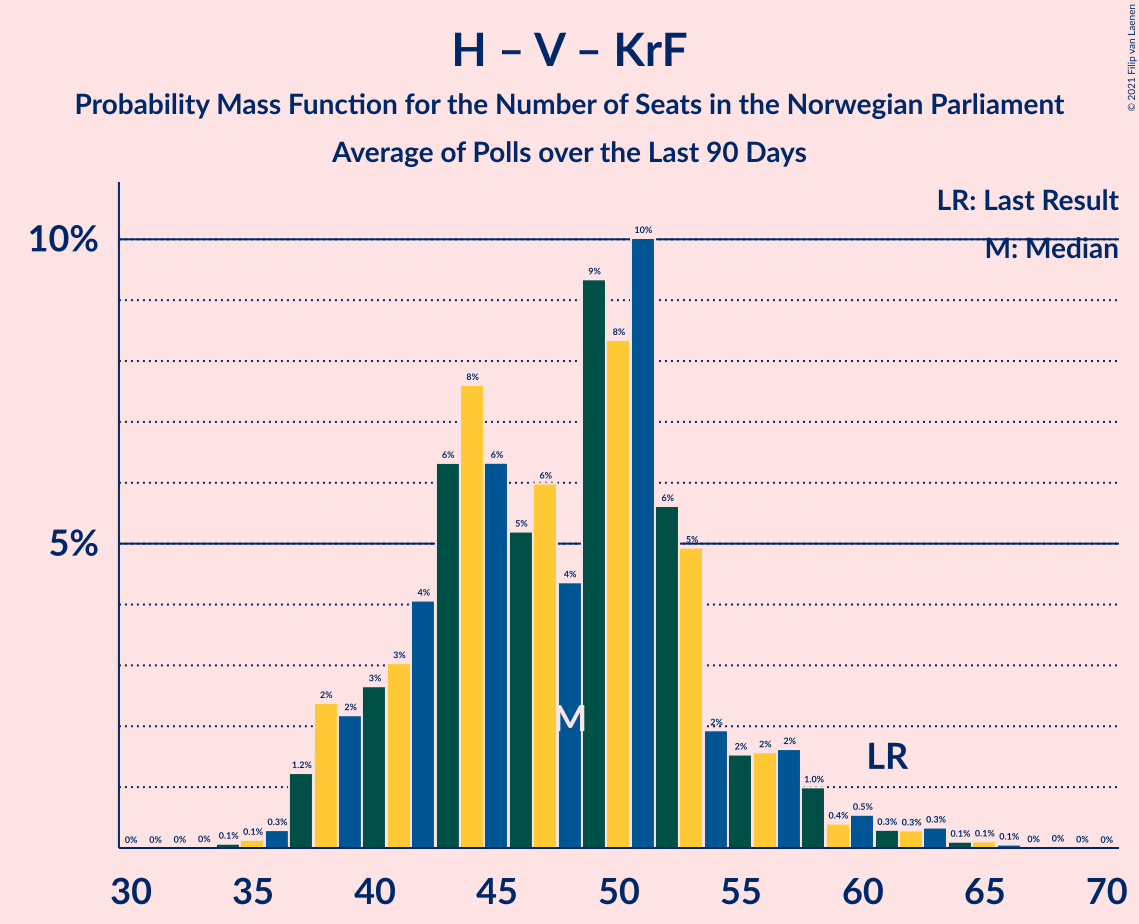 H – V – KrF
Probability Mass Function for the Number of Seats in the Norwegian Parliament
Average of Polls over the Last 90 Days
© 2021 Filip van Laenen
LR: Last Result
M: Median
10%
5%
0% 0% 0% 0% 0.1% 0.1% 0.3% 1.2% 2% 2% 3% 3% 4% 6% 8% 6% 5% 6% 4% 9% 8% 10% 6% 5% 2% 2% 2% 2% 1.0% 0.4% 0.5% 0.3% 0.3% 0.3% 0.1% 0.1% 0.1% 0% 0% 0% 0%
M
LR
30 35 40 45 50 55 60 65 70